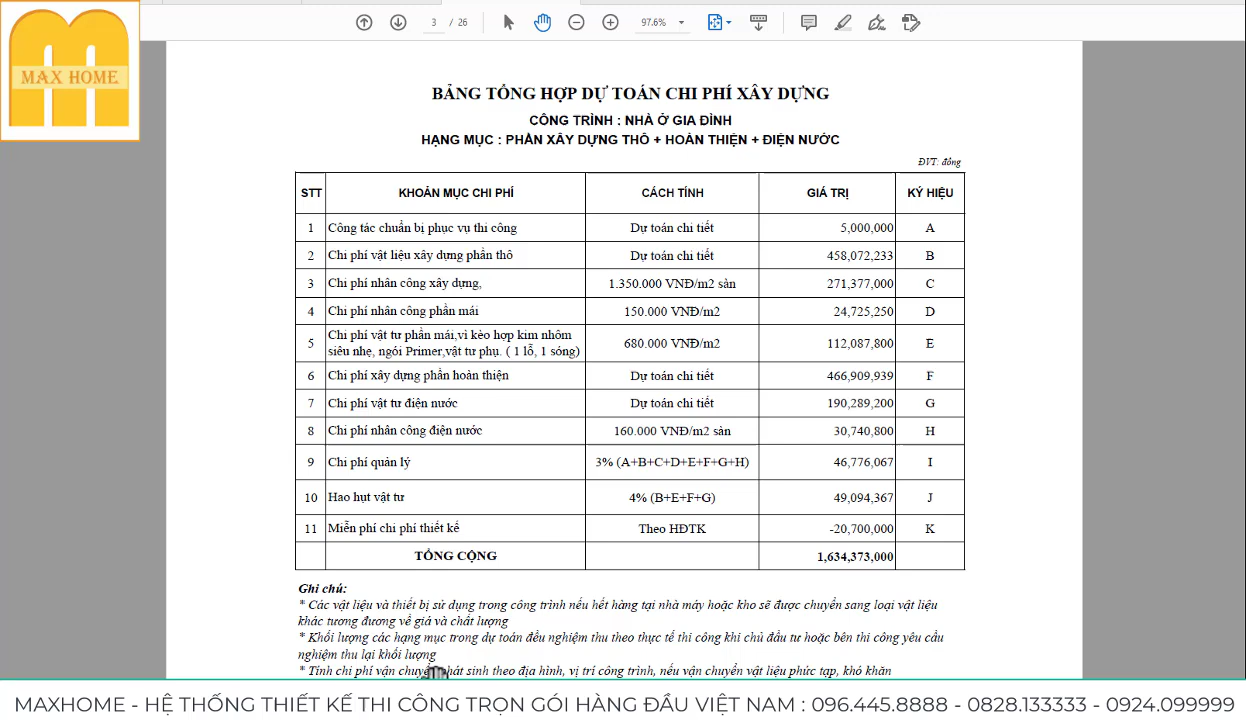 3 / 26 97.6%
MAX HOME
BẢNG TỔNG HỢP DỰ TOÁN CHI PHÍ XÂY DỰNG
CÔNG TRÌNH : NHÀ Ở GIA ĐÌNH
HẠNG MỤC : PHẦN XÂY DỰNG THÔ + HOÀN THIỆN + ĐIỆN NƯỚC
ĐVT: đồng
STT KHOẢN MỤC CHI PHÍ CÁCH TÍNH GIÁ TRỊ KÝ HIỆU
1 Công tác chuẩn bị phục vụ thi công Dự toán chi tiết 5,000,000 A
2 Chi phí vật liệu xây dựng phần thô Dự toán chi tiết 458,072,233 B
3 Chi phí nhân công xây dựng, 1.350.000 VNĐ/m2 sàn 271,377,000 C
4 Chi phí nhân công phần mái 150.000 VNĐ/m2 24,725,250 D
5 Chi phí vật tư phần mái,vì kèo hợp kim nhôm
siêu nhẹ, ngói Primer,vật tư phụ. ( 1 lỗ, 1 sóng) 680.000 VNĐ/m2 112,087,800 E
6 Chi phí xây dựng phần hoàn thiện Dự toán chi tiết 466,909,939 F
7 Chi phí vật tư điện nước Dự toán chi tiết 190,289,200 G
8 Chi phí nhân công điện nước 160.000 VNĐ/m2 sàn 30,740,800 H
9 Chi phí quản lý 3% (A+B+C+D+E+F+G+H) 46,776,067 I
10 Hao hụt vật tư 4% (B+E+F+G) 49,094,367 J
11 Miễn phí chi phí thiết kế Theo HĐTK -20,700,000 K
TỔNG CỘNG 1,634,373,000
Ghi chú:
* Các vật liệu và thiết bị sử dụng trong công trình nếu hết hàng tại nhà máy hoặc kho sẽ được chuyển sang loại vật liệu
khác tương đương về giá và chất lượng
* Khối lượng các hạng mục trong dự toán đều nghiệm thu theo thực tế thi công khi chủ đầu tư hoặc bên thi công yêu cầu
nghiệm thu lại khối lượng
* Tính chi phí vận chuyển phát sinh theo địa hình, vị trí công trình, nếu vận chuyển vật liệu phức tạp, khó khăn
MAXHOME - HỆ THỐNG THIẾT KẾ THI CÔNG TRỌN GÓI HÀNG ĐẦU VIỆT NAM : 096.445.8888 - 0828.133333 - 0924.099999